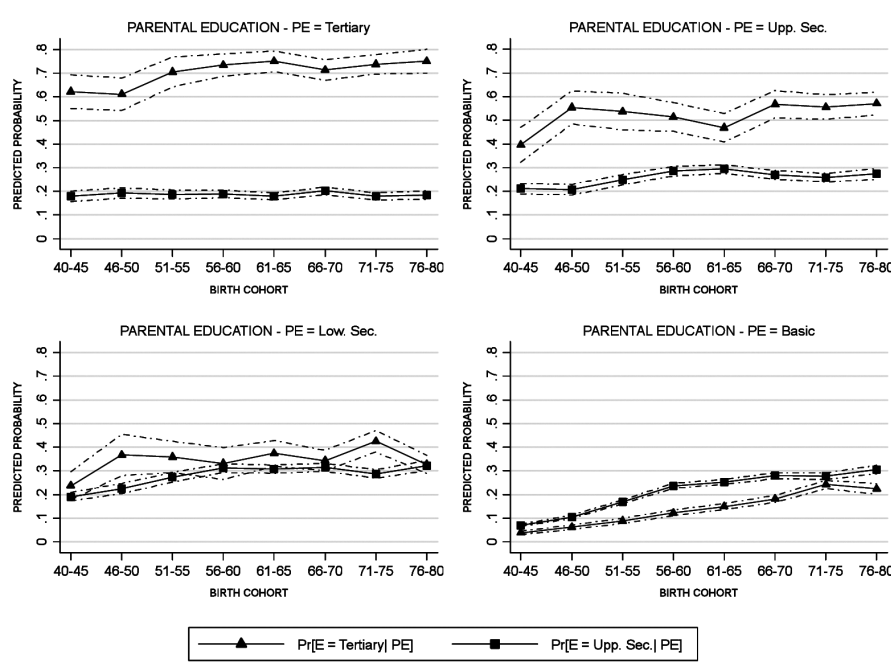 PARENTAL EDUCATION - PE = Tertiary
PREDICTED PROBABILITY
.8
.7
.6
.5
.4
.3
.2
.1
0
40-45 46-50 51-55 56-60 61-65 66-70 71-75 76-80
BIRTH COHORT
PARENTAL EDUCATION - PE = Upp. Sec.
PREDICTED PROBABILITY
.8
.7
.6
.5
.4
.3
.2
.1
0
40-45 46-50 51-55 56-60 61-65 66-70 71-75 76-80
BIRTH COHORT
PARENTAL EDUCATION - PE = Low. Sec.
PREDICTED PROBABILITY
.8
.7
.6
.5
.4
.3
.2
.1
0
40-45 46-50 51-55 56-60 61-65 66-70 71-75 76-80
BIRTH COHORT
PARENTAL EDUCATION - PE = Basic
PREDICTED PROBABILITY
.8
.7
.6
.5
.4
.3
.2
.1
0
40-45 46-50 51-55 56-60 61-65 66-70 71-75 76-80
BIRTH COHORT
Pr[E = Tertiary| PE] Pr[E = Upp. Sec.| PE]